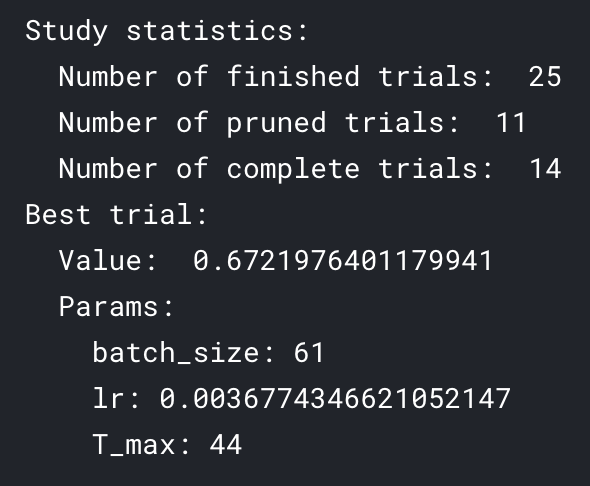 Study statistics:
Number of finished trials:  25
Number of pruned trials:  11
Number of complete trials:  14
Best trial:
Value:  0.6721976401179941
Params:
batch_size: 61
lr: 0.0036774346621052147
T_max: 44